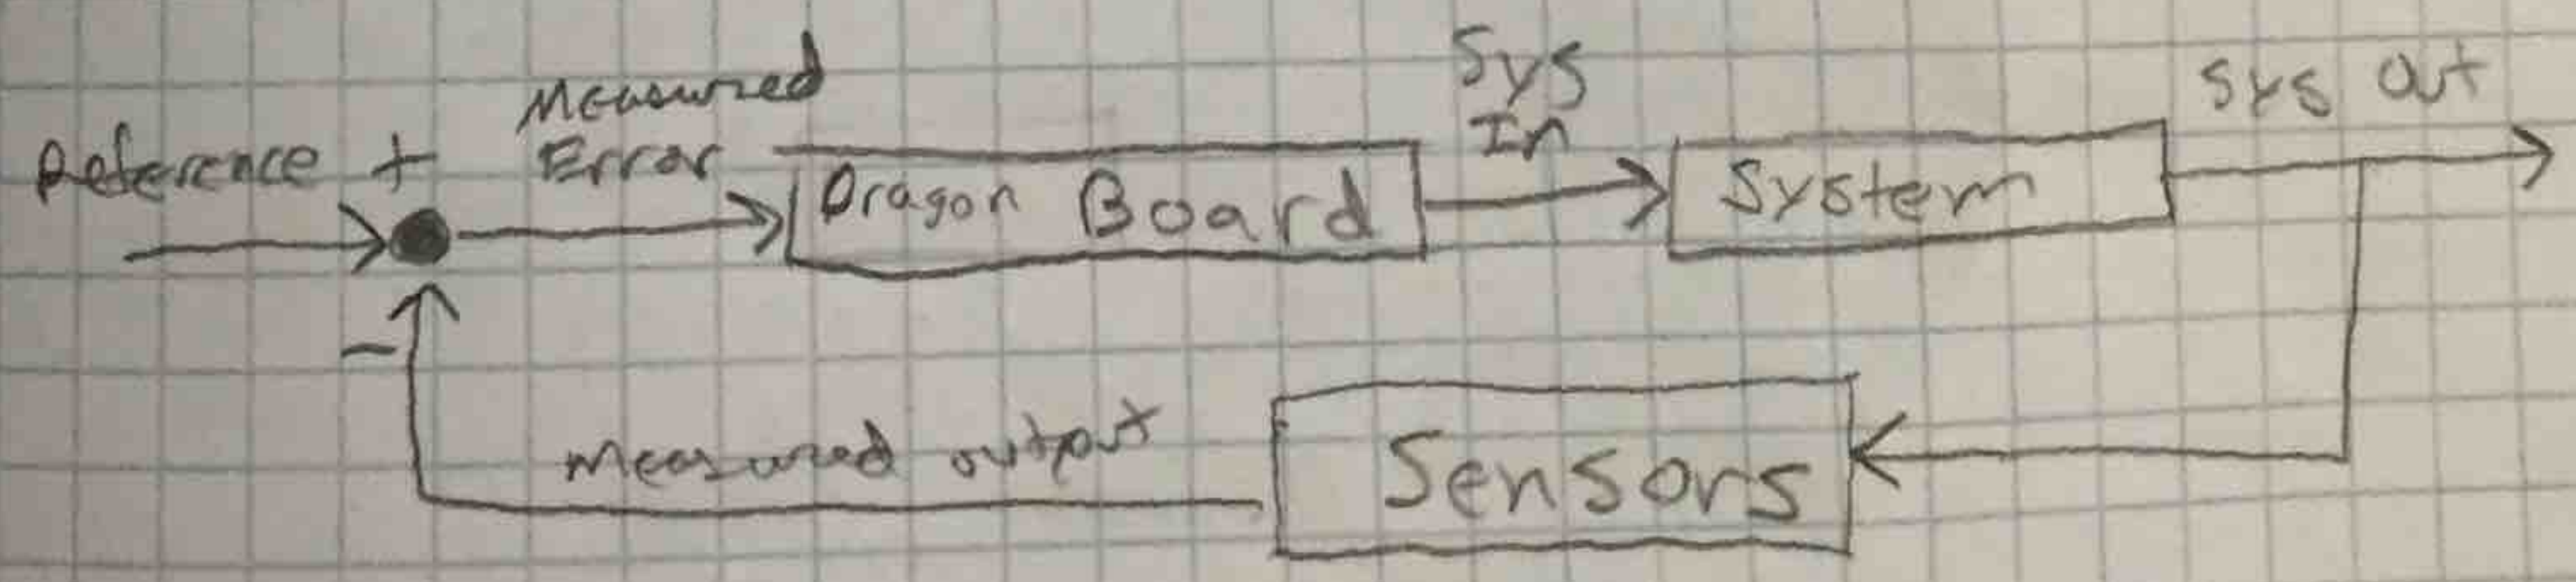 Reference +
Measured
Error
Dragon Board
Sys
In
System
Sys Out
-
Measured output
Sensors